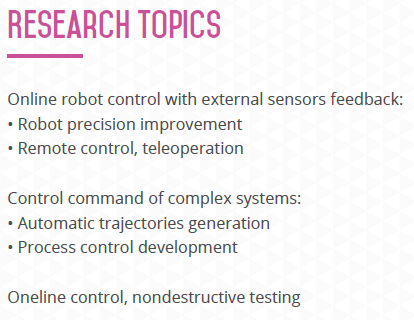 RESEARCH TOPICS
Online robot control with external sensors feedback:
• Robot precision improvement
• Remote control, teleoperation
Control command of complex systems:
• Automatic trajectories generation
• Process control development
Oneline control, nondestructive testing